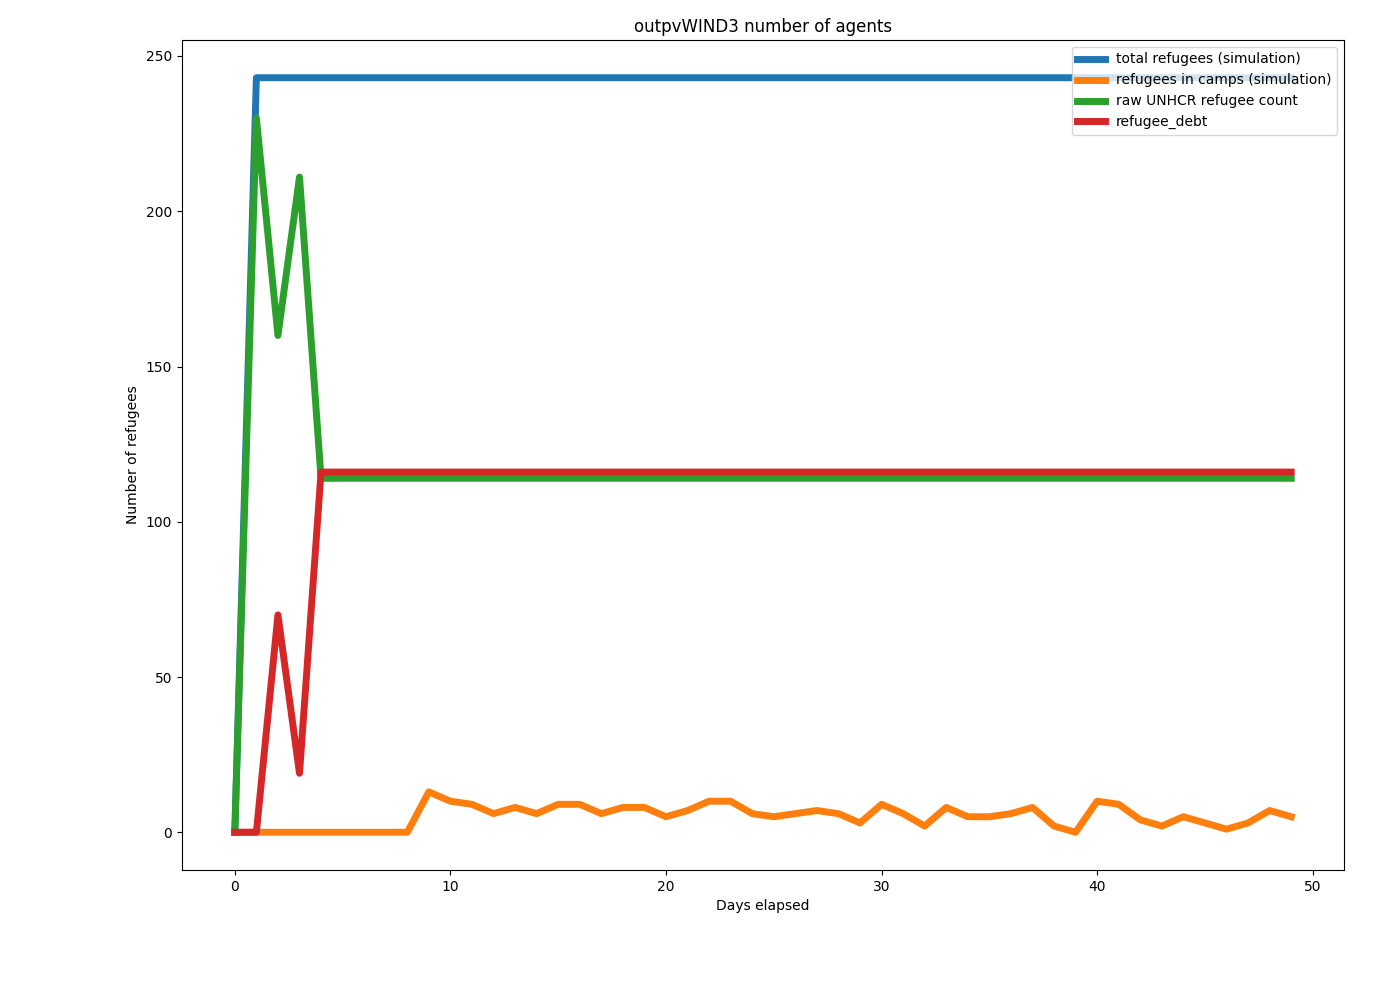 outpvWIND3 number of agents
total refugees (simulation)
refugees in camps (simulation)
raw UNHCR refugee count
refugee_debt
250
200
150
100
50
0
Number of refugees
0 10 20 30 40 50
Days elapsed